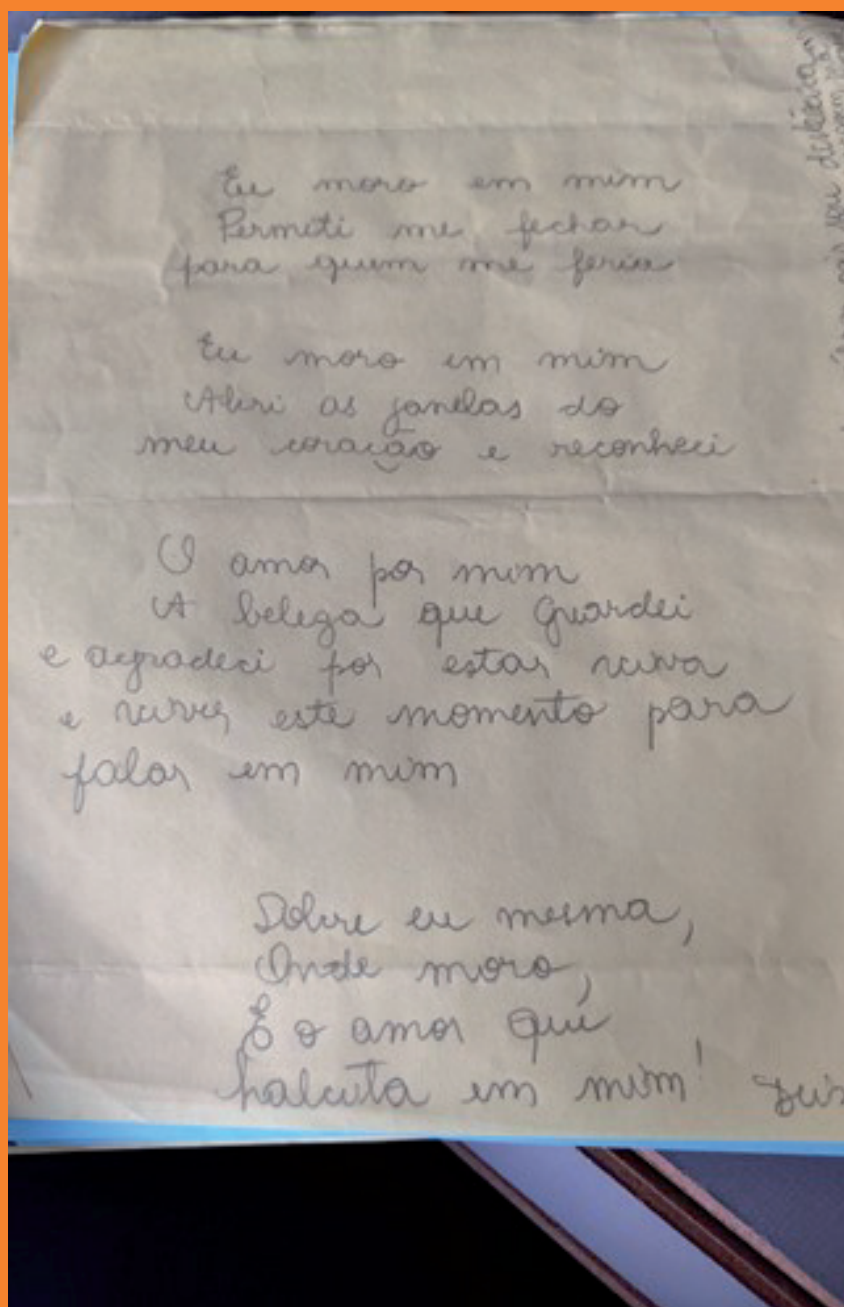 Eu moro em mim
Permeti me fechar
para quem me feria
Eu moro em mim
Abri as janelas do
meu coração e reconheci
O amor por mim
A beleza que guardei
e agradeci por estar viva
e viver este momento para
falar em mim
Sobre eu mesma,
Onde moro,
É o amor que
habita em mim!